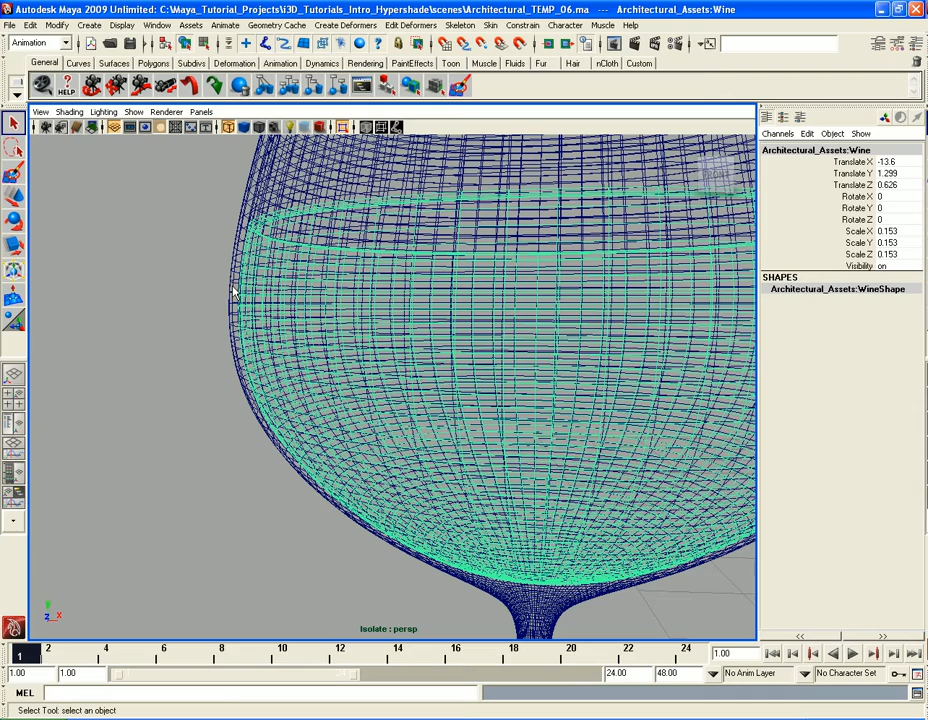 Autodesk Maya 2009 Unlimited: C:\Maya_Tutorial_Projects\i3D_Tutorials_Intro_Hypershade\scenes\Architectural_TEMP_06.ma --- Architectural_Assets:Wine
File Edit Modify Create Display Window Assets Animate Geometry Cache Create Deformers Edit Deformers Skeleton Skin Constrain Character Muscle Help
Animation
General Curves Surfaces Polygons Subdivs Deformation Animation Dynamics Rendering PaintEffects Toon Muscle Fluids Fur Hair nCloth Custom
HELP
View Shading Lighting Show Renderer Panels
Channels Edit Object Show
Architectural_Assets:Wine
Translate X -13.6
Translate Y 1.299
Translate Z 0.626
Rotate X 0
Rotate Y 0
Rotate Z 0
Scale X 0.153
Scale Y 0.153
Scale Z 0.153
Visibility on
SHAPES
Architectural_Assets:WineShape
y
z x
Isolate : persp
<< >>
1 2 4 6 8 10 12 14 16 18 20 22 24 1.00
1.00 1.00 24.00 48.00 No Anim Layer No Character Set
MEL
Select Tool: select an object